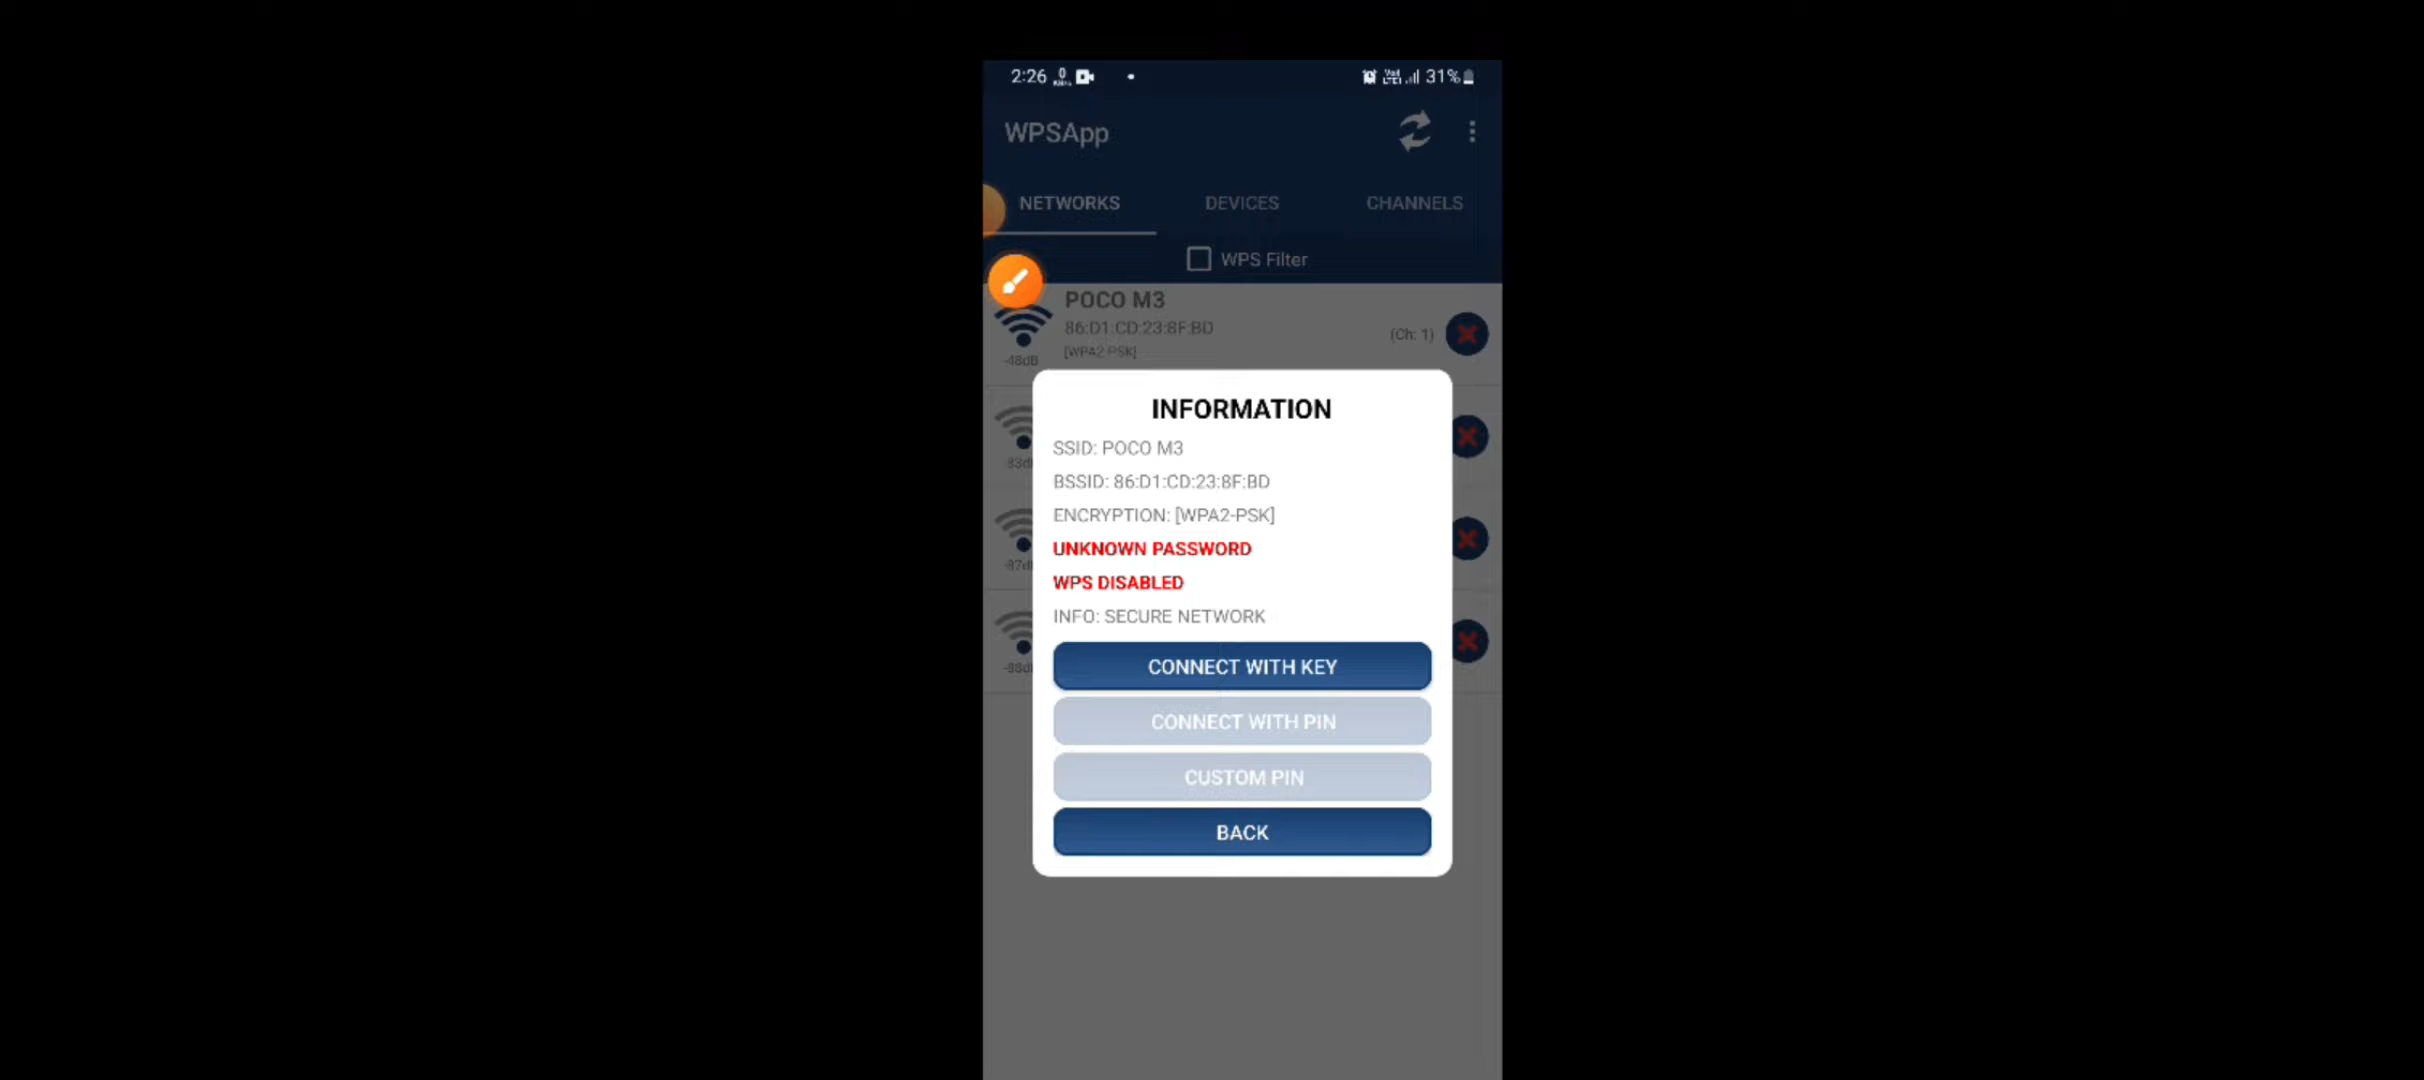 2:26
31%
WPSApp
NETWORKS DEVICES CHANNELS
WPS Filter
POCO M3
86:D1:CD:23:8F:BD
(Ch: 1)
[WPA2-PSK]
-48dB
INFORMATION
SSID: POCO M3
BSSID: 86:D1:CD:23:8F:BD
ENCRYPTION: [WPA2-PSK]
UNKNOWN PASSWORD
WPS DISABLED
INFO: SECURE NETWORK
CONNECT WITH KEY
CONNECT WITH PIN
CUSTOM PIN
BACK